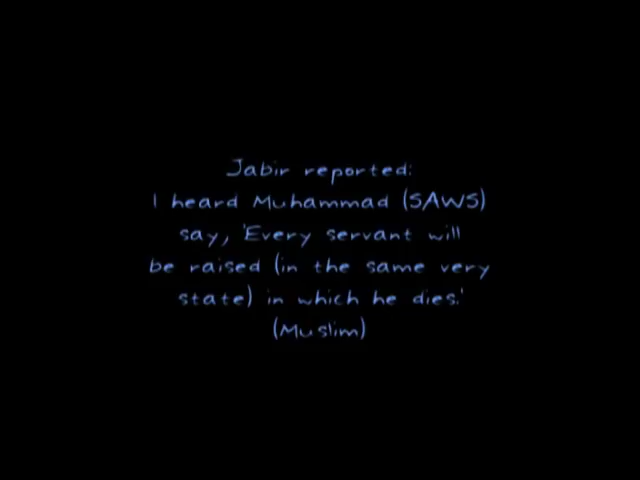 Jabir reported:
I heard Muhammad (SAWS)
say, 'Every servant will
be raised (in the same very
state) in which he dies.'
(Muslim)